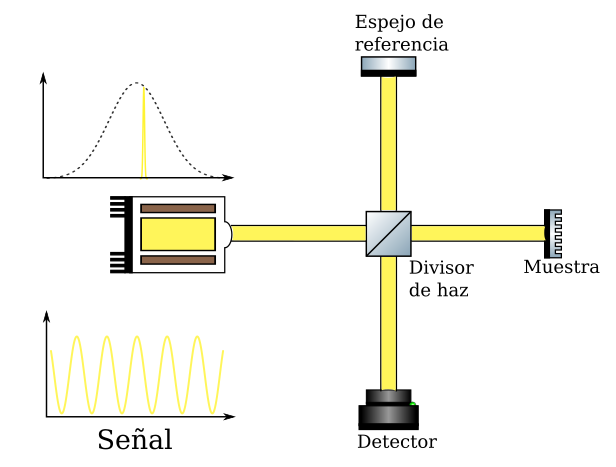 Espejo de
referencia
Divisor
de haz
Muestra
Señal
Detector